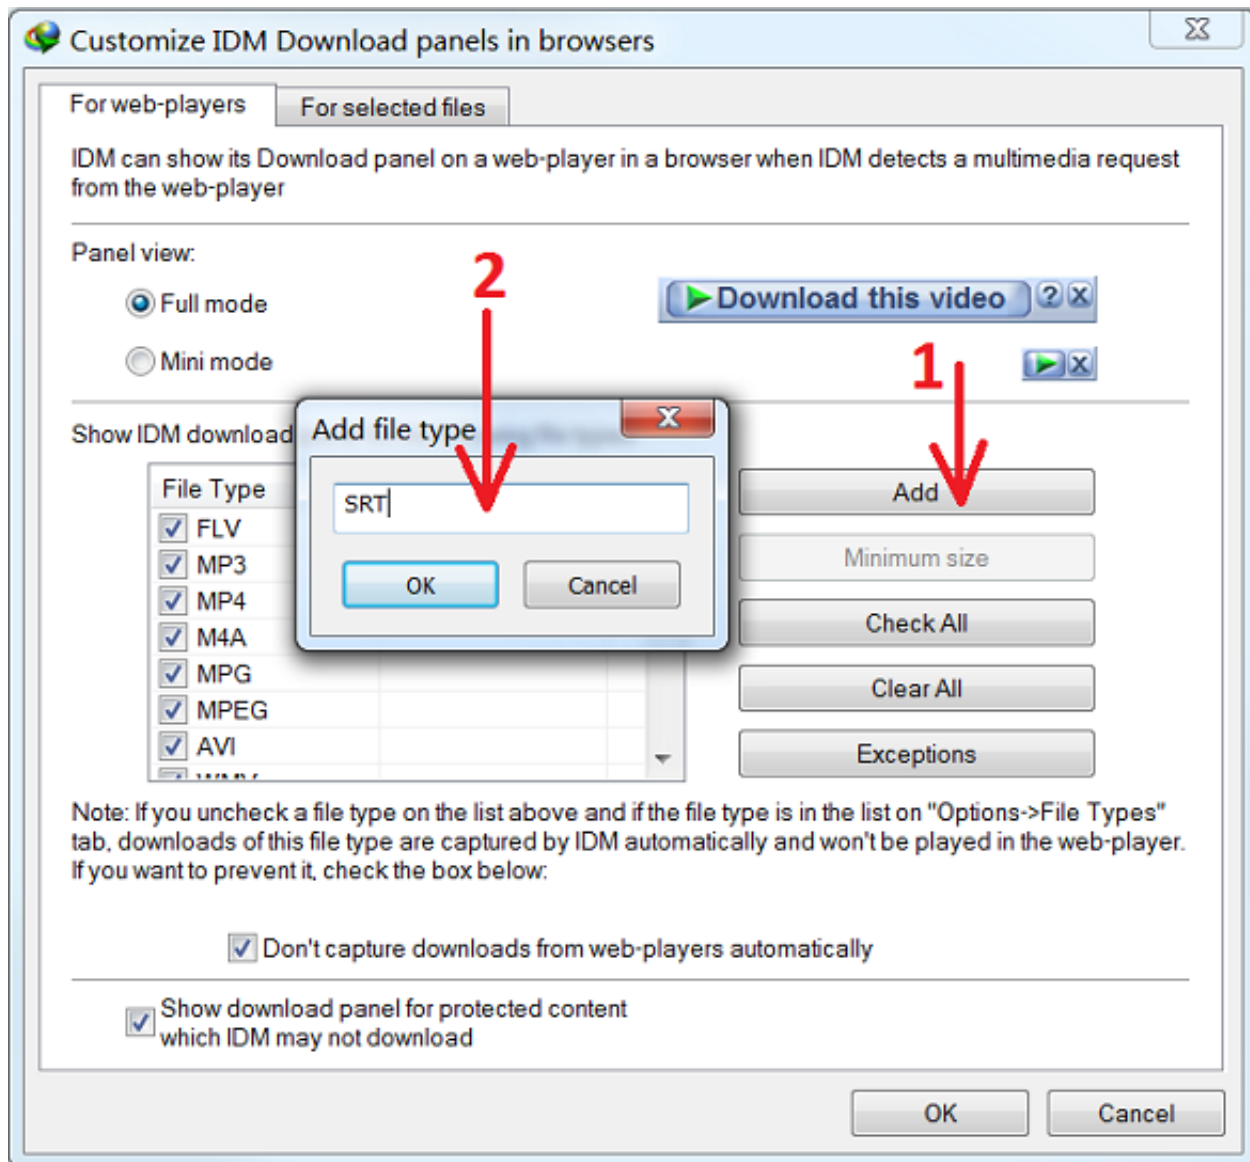 Customize IDM Download panels in browsers
For web-players
For selected files
IDM can show its Download panel on a web-player in a browser when IDM detects a multimedia request
from the web-player
Panel view:
2
Full mode
Download this video
Mini mode
1
Show IDM download
Add file type
File Type
SRT
Add
FLV
MP3
Minimum size
OK
Cancel
MP4
M4A
Check All
MPG
Clear All
MPEG
AVI
Exceptions
Note: If you uncheck a file type on the list above and if the file type is in the list on "Options->File Types"
tab, downloads of this file type are captured by IDM automatically and won't be played in the web-player.
If you want to prevent it, check the box below:
Don't capture downloads from web-players automatically
Show download panel for protected content
which IDM may not download
OK
Cancel